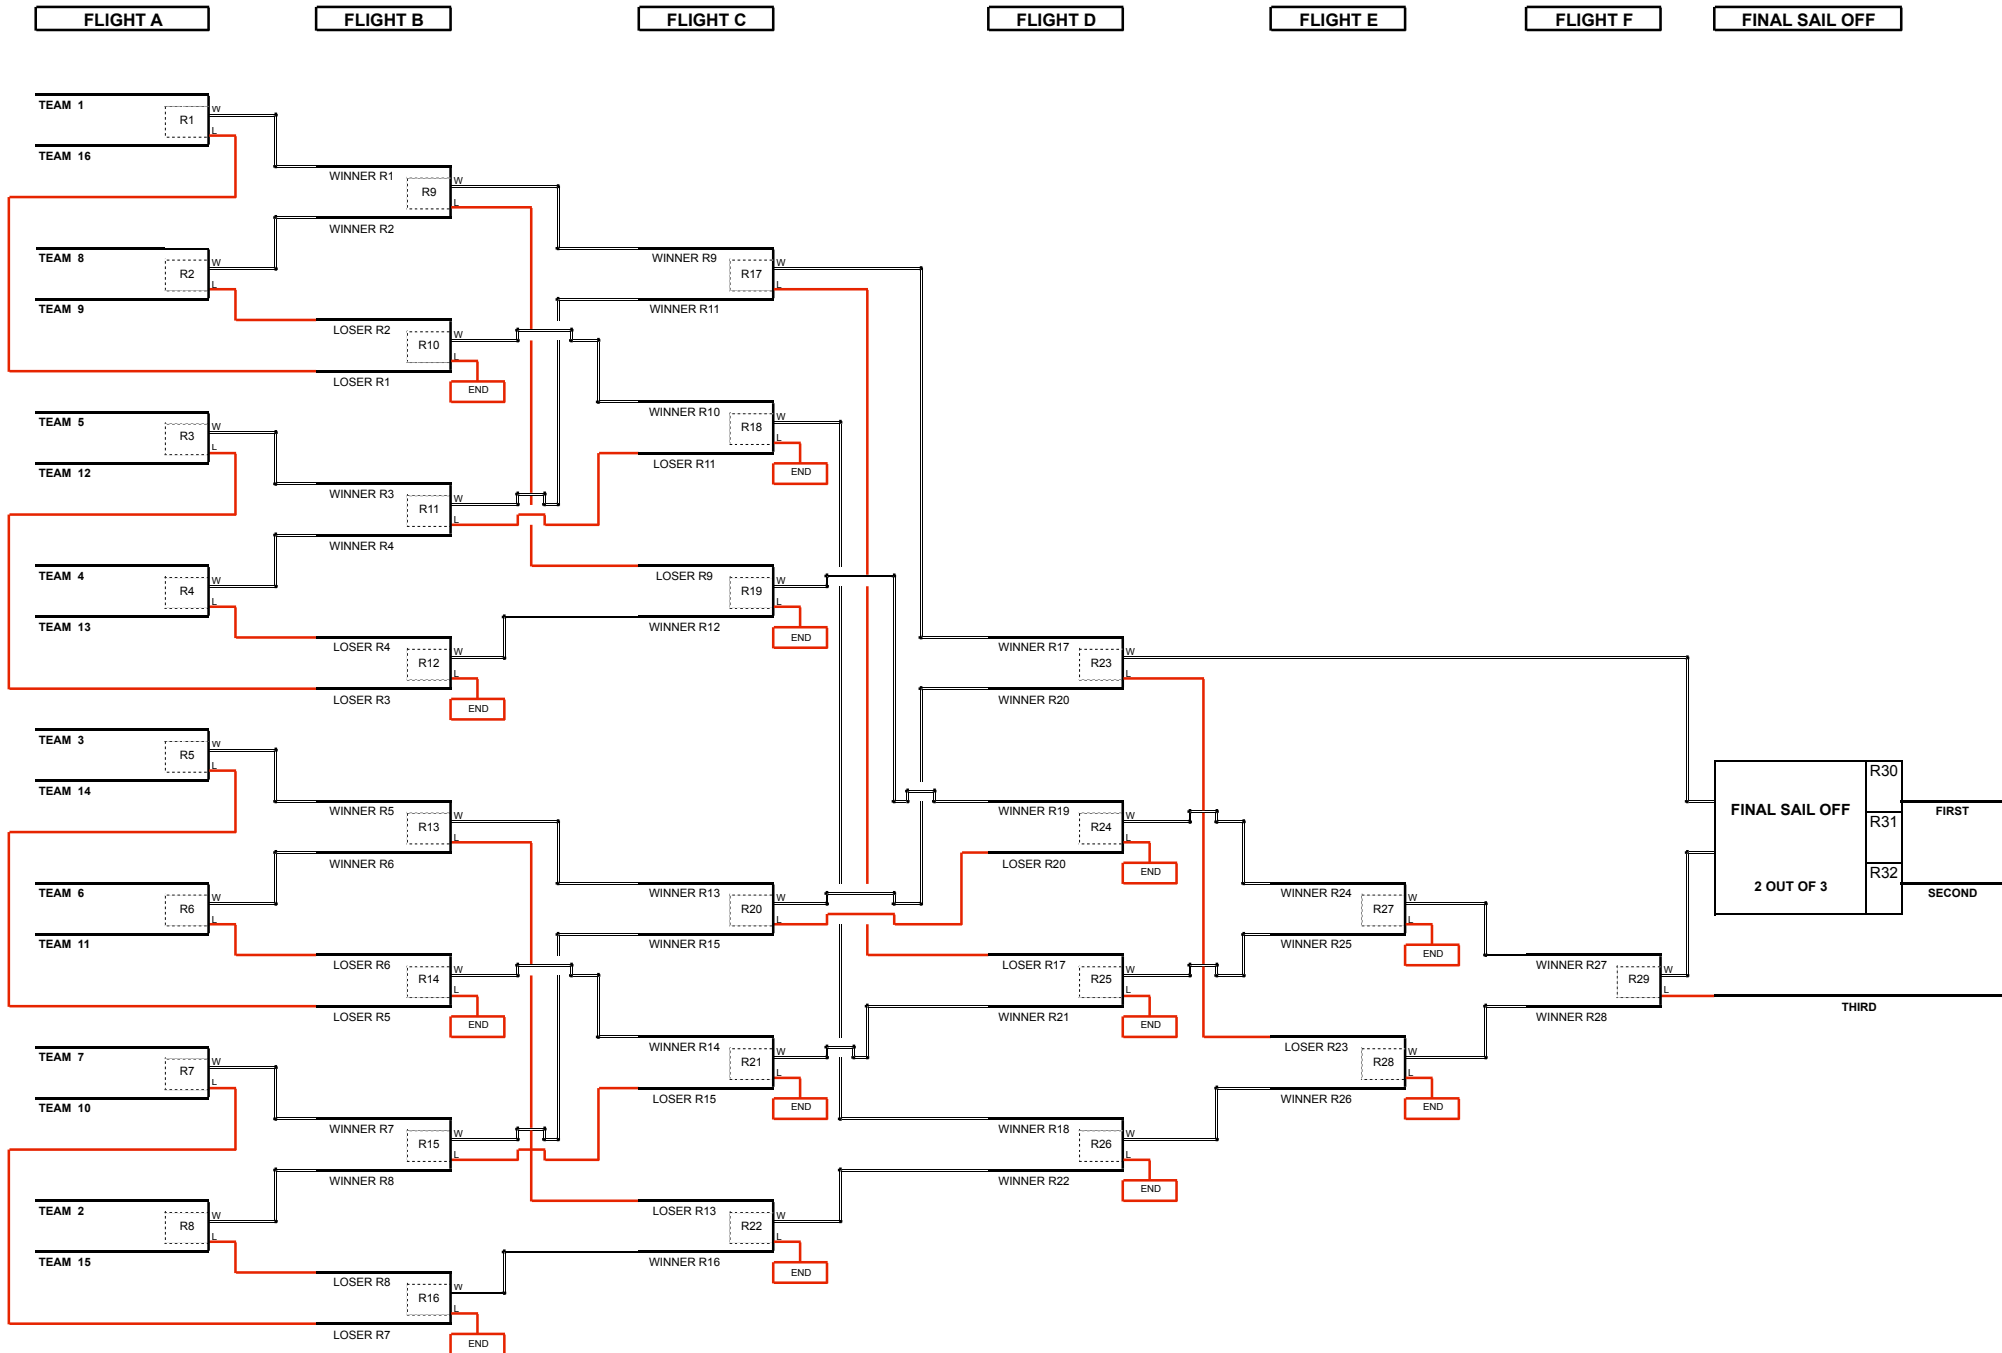 FLIGHT A
FLIGHT B
FLIGHT C
FLIGHT D
FLIGHT E
FLIGHT F
FINAL SAIL OFF
TEAM 1
R1
W
L
TEAM 16
TEAM 8
R2
W
L
TEAM 9
TEAM 5
R3
W
L
TEAM 12
TEAM 4
R4
W
L
TEAM 13
TEAM 3
R5
W
L
TEAM 14
TEAM 6
R6
W
L
TEAM 11
TEAM 7
R7
W
L
TEAM 10
TEAM 2
R8
W
L
TEAM 15
WINNER R1
R9
W
L
WINNER R2
LOSER R2
R10
W
L
LOSER R1
END
WINNER R3
R11
W
L
WINNER R4
LOSER R4
R12
W
L
LOSER R3
END
WINNER R5
R13
W
L
WINNER R6
LOSER R6
R14
W
L
LOSER R5
END
WINNER R7
R15
W
L
WINNER R8
LOSER R8
R16
W
L
LOSER R7
END
WINNER R9
R17
W
L
WINNER R11
WINNER R10
R18
W
L
LOSER R11
END
LOSER R9
R19
W
L
WINNER R12
END
WINNER R13
R20
W
L
WINNER R15
WINNER R14
R21
W
L
LOSER R15
END
LOSER R13
R22
W
L
WINNER R16
END
WINNER R17
R23
W
L
WINNER R20
WINNER R19
R24
W
L
LOSER R20
END
LOSER R17
R25
W
L
WINNER R21
END
WINNER R18
R26
W
L
WINNER R22
END
WINNER R24
R27
W
L
WINNER R25
END
LOSER R23
R28
W
L
WINNER R26
END
WINNER R27
R29
W
L
WINNER R28
FINAL SAIL OFF
2 OUT OF 3
R30
R31
R32
FIRST
SECOND
THIRD